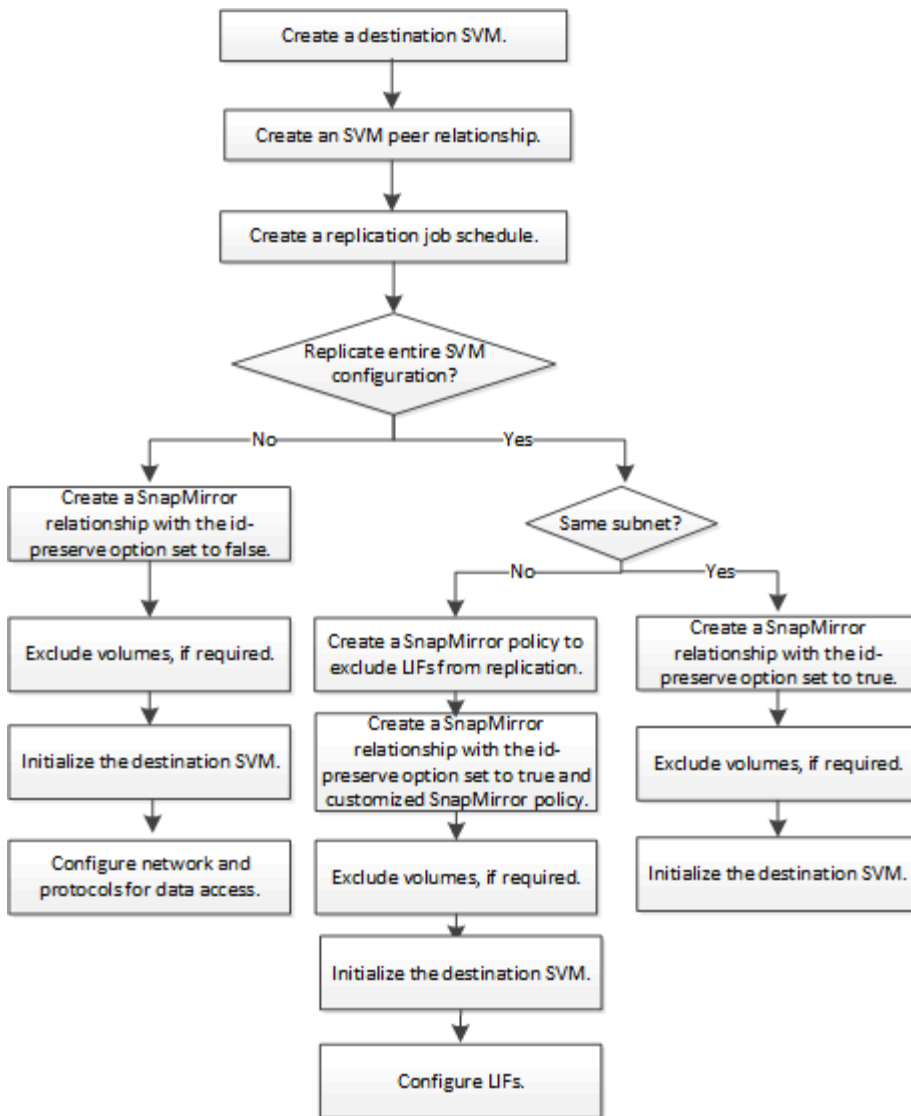 Create a destination SVM.
Create an SVM peer relationship.
Create a replication job schedule.
Replicate entire SVM
configuration?
No
Yes
Create a SnapMirror
relationship with the id-
preserve option set to false.
Same subnet?
No
Yes
Exclude volumes, if required.
Create a SnapMirror policy to
exclude LIFs from replication.
Create a SnapMirror
relationship with the id-
preserve option set to true.
Initialize the destination SVM.
Create a SnapMirror
relationship with the id-
preserve option set to true and
customized SnapMirror policy.
Exclude volumes, if required.
Configure network and
protocols for data access.
Exclude volumes, if required.
Initialize the destination SVM.
Initialize the destination SVM.
Configure LIFs.